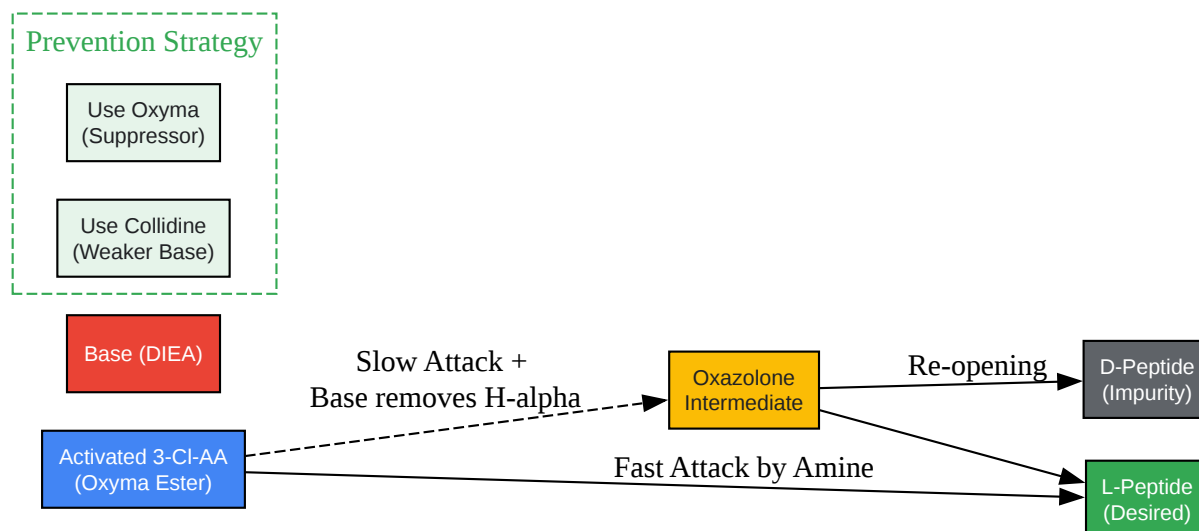 Prevention Strategy
Use Oxyma
(Suppressor)
Use Collidine
(Weaker Base)
Base (DIEA)
Activated 3-Cl-AA
(Oxyma Ester)
Slow Attack +
Base removes H-alpha
Oxazolone
Intermediate
Re-opening
D-Peptide
(Impurity)
Fast Attack by Amine
L-Peptide
(Desired)